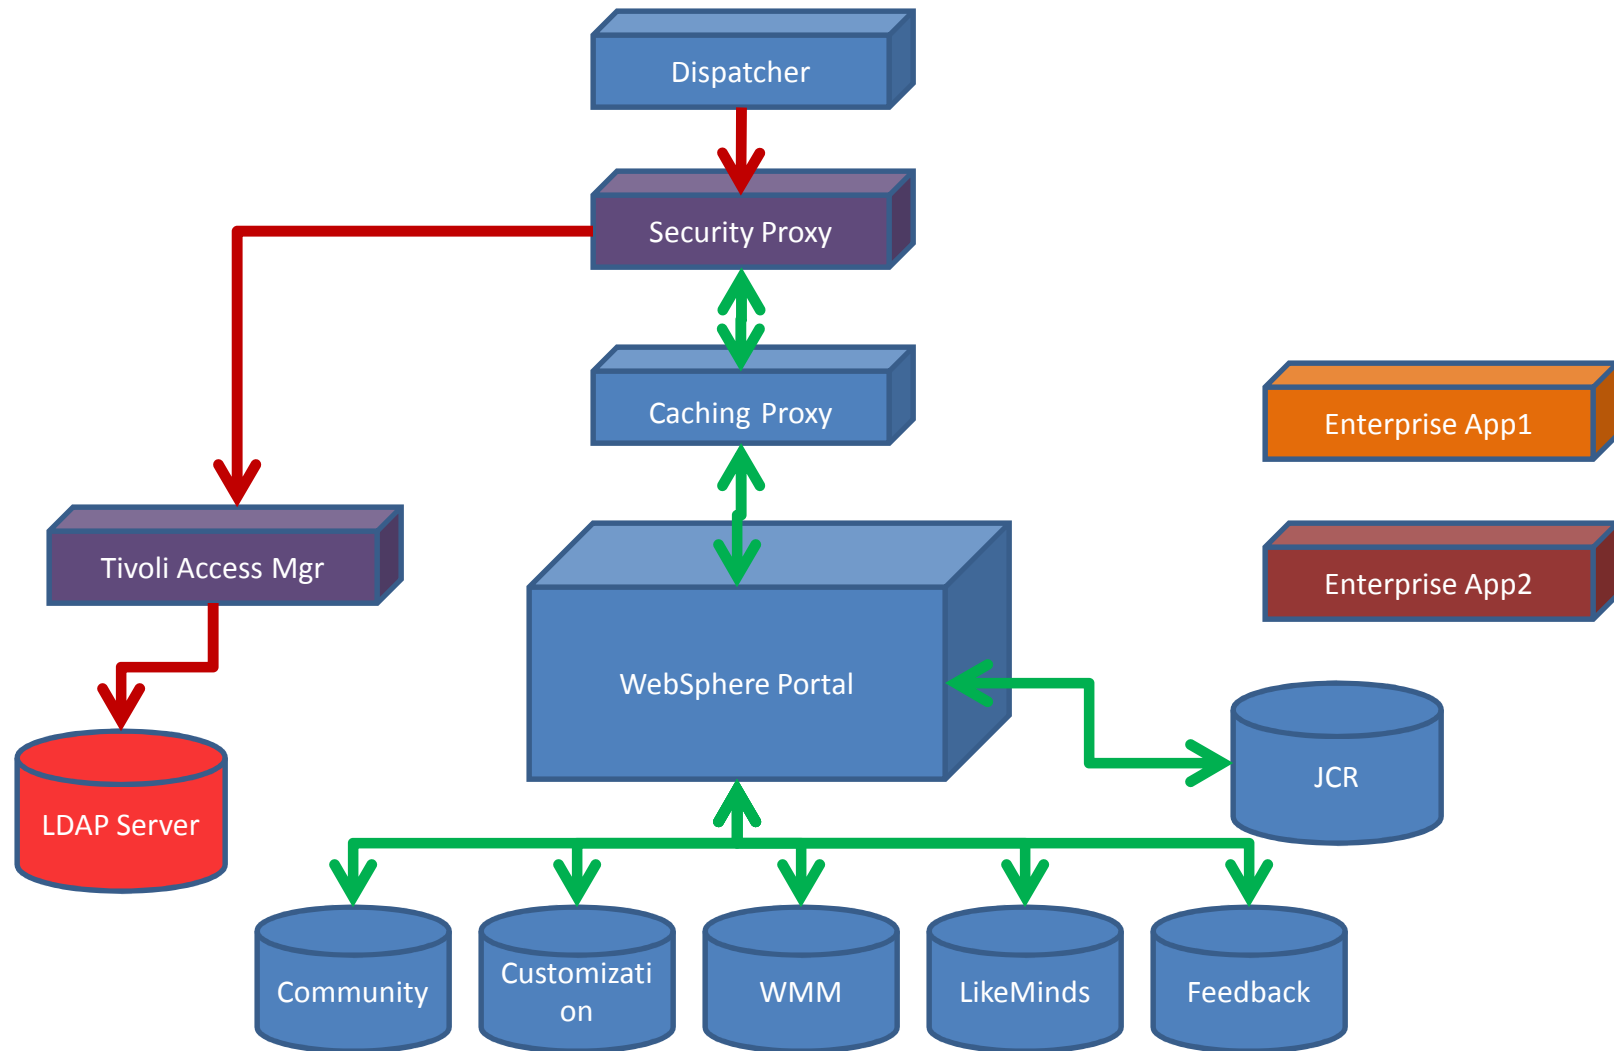 Dispatcher
Security Proxy
Caching Proxy
Enterprise App1
Tivoli Access Mgr
Enterprise App2
WebSphere Portal
JCR
LDAP Server
Community
Customizati
on
WMM
LikeMinds
Feedback